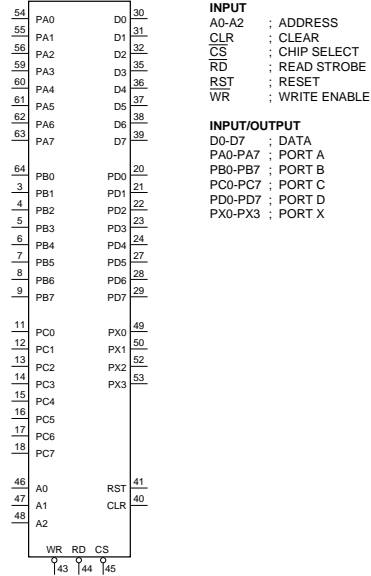 54 PA0 D0 30
55 PA1 D1 31
56 PA2 D2 32
59 PA3 D3 35
60 PA4 D4 36
61 PA5 D5 37
62 PA6 D6 38
63 PA7 D7 39
64 PB0 PD0 20
3 PB1 PD1 21
4 PB2 PD2 22
5 PB3 PD3 23
6 PB4 PD4 24
7 PB5 PD5 27
8 PB6 PD6 28
9 PB7 PD7 29
11 PC0 PX0 49
12 PC1 PX1 50
13 PC2 PX2 52
14 PC3 PX3 53
15 PC4
16 PC5
17 PC6
18 PC7
46 A0 RST 41
47 A1 CLR 40
48 A2
WR RD CS
43 44 45
INPUT
A0-A2 ; ADDRESS
CLR ; CLEAR
CS ; CHIP SELECT
RD ; READ STROBE
RST ; RESET
WR ; WRITE ENABLE
INPUT/OUTPUT
D0-D7 ; DATA
PA0-PA7 ; PORT A
PB0-PB7 ; PORT B
PC0-PC7 ; PORT C
PD0-PD7 ; PORT D
PX0-PX3 ; PORT X